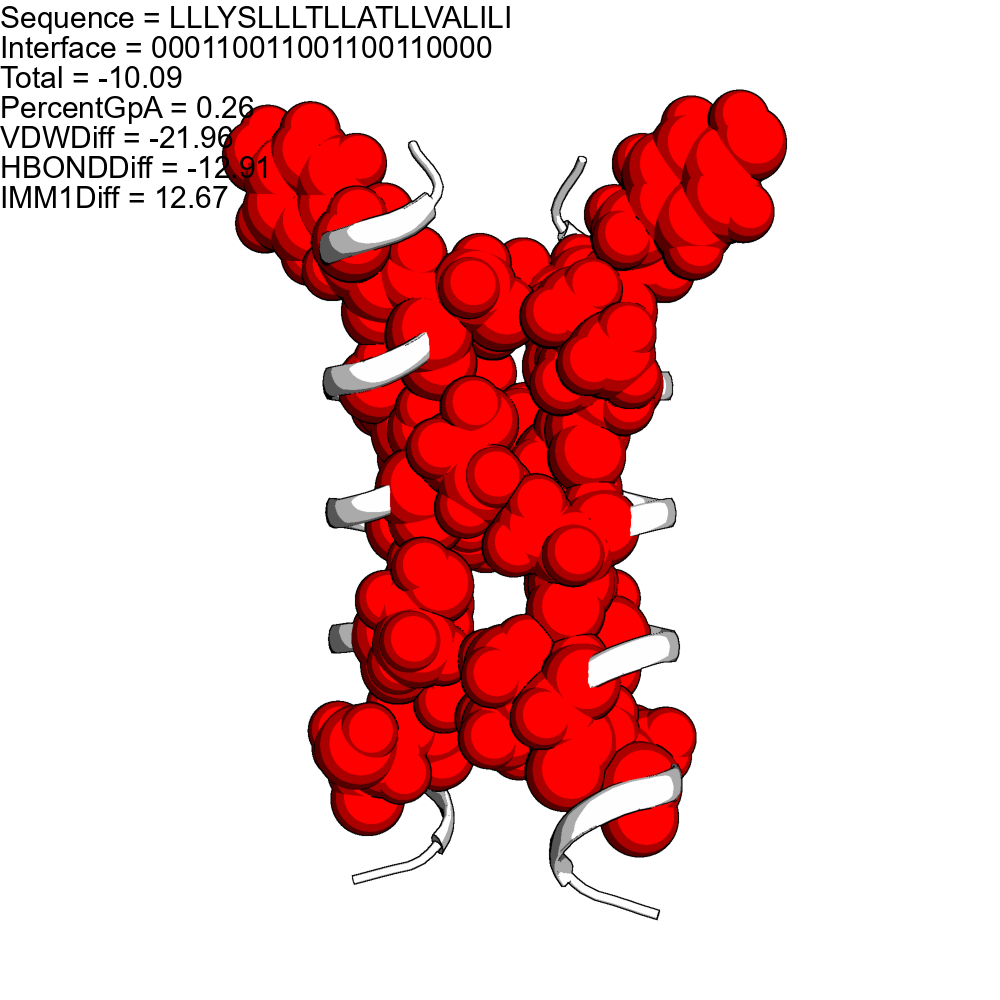 Sequence = LLLYSLLLTLLATLLVALILI
Interface = 000110011001100110000
Total = -10.09
PercentGpA = 0.26
VDWDiff = -21.96
HBONDDiff = -12.91
IMM1Diff = 12.67